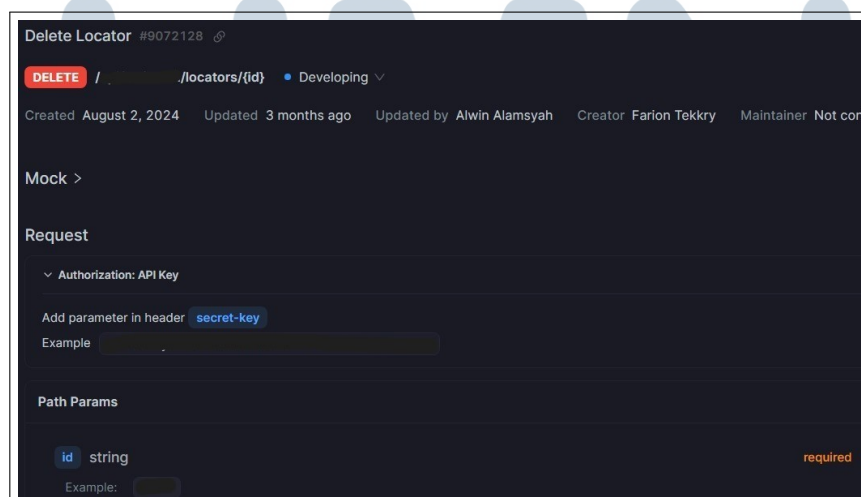 Delete Locator #9072128
DELETE / /locators/{id} • Developing
Created August 2, 2024 Updated 3 months ago Updated by Alwin Alamsyah Creator Farion Tekkry Maintainer Not con
Mock >
Request
Authorization: API Key
Add parameter in header secret-key
Example
Path Params
id string required
Example: